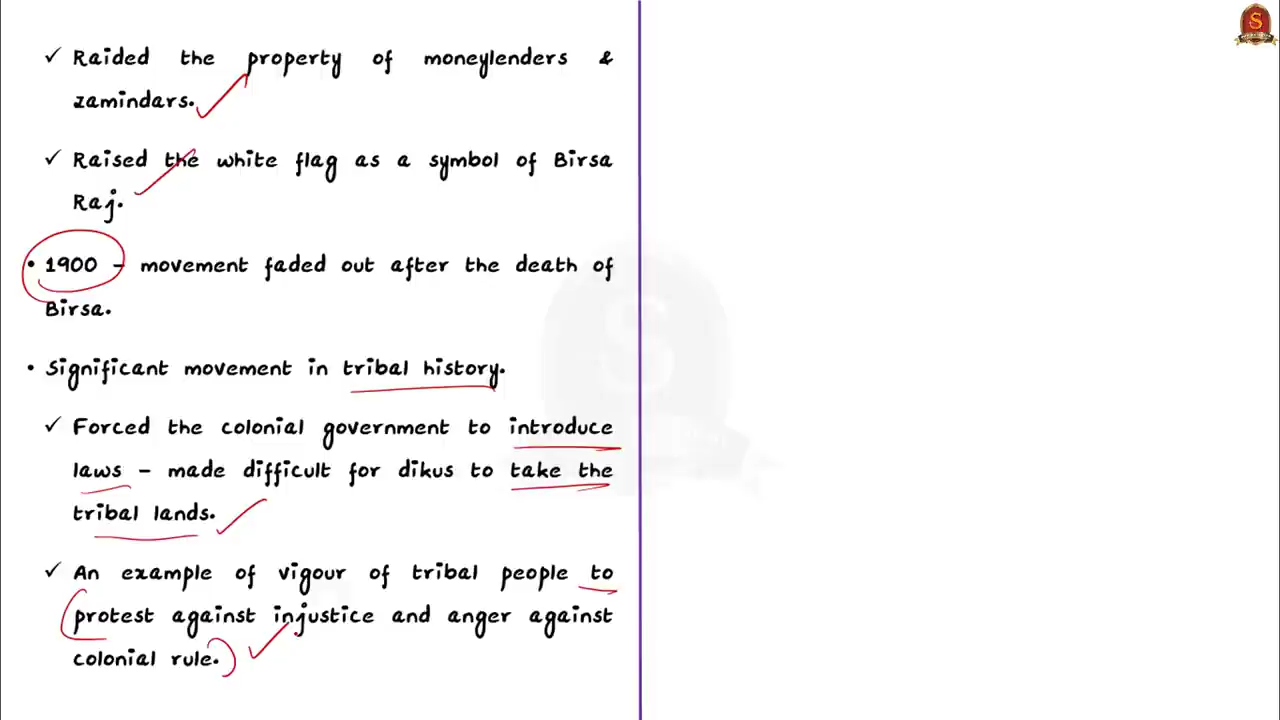 ✓ Raided the property of moneylenders &
zamindars.
✓ Raised the white flag as a symbol of Birsa
Raj.
• 1900 – movement faded out after the death of
Birsa.
• Significant movement in tribal history.
✓ Forced the colonial government to introduce
laws – made difficult for dikus to take the
tribal lands.
✓ An example of vigour of tribal people to
protest against injustice and anger against
colonial rule.
S